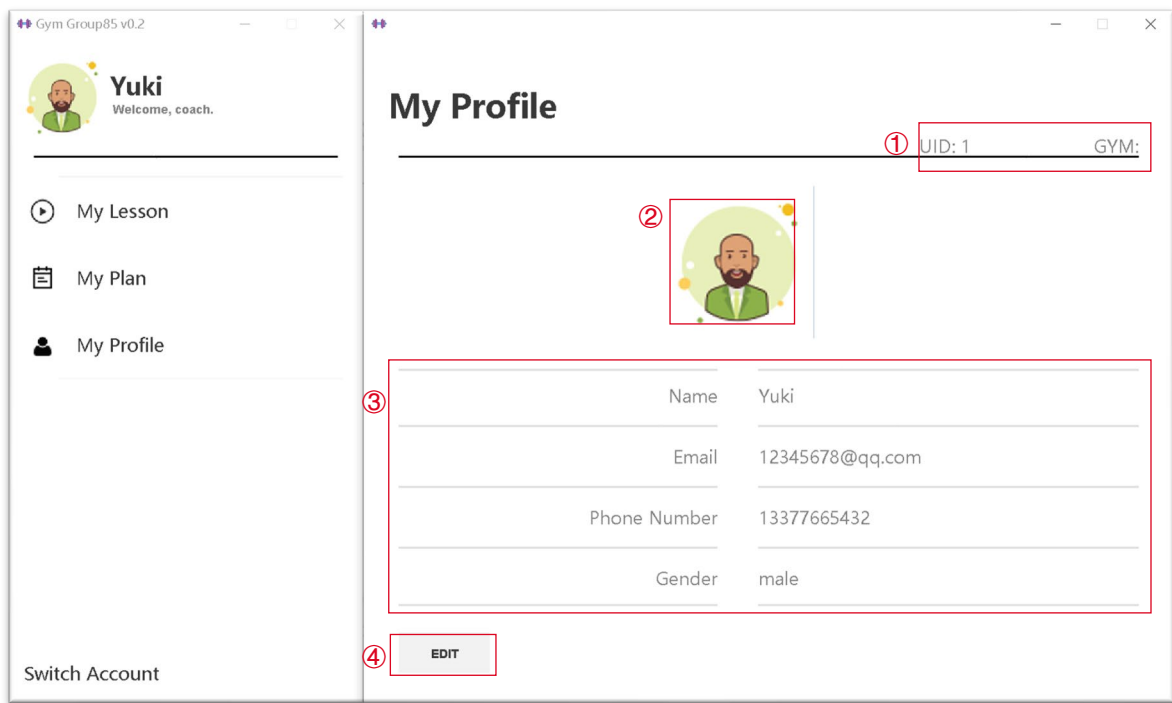 Gym Group85 v0.2
Yuki
Welcome, coach.
My Lesson
My Plan
My Profile
Switch Account
My Profile
① UID: 1 GYM:
②
③
Name Yuki
Email 12345678@qq.com
Phone Number 13377665432
Gender male
④ EDIT